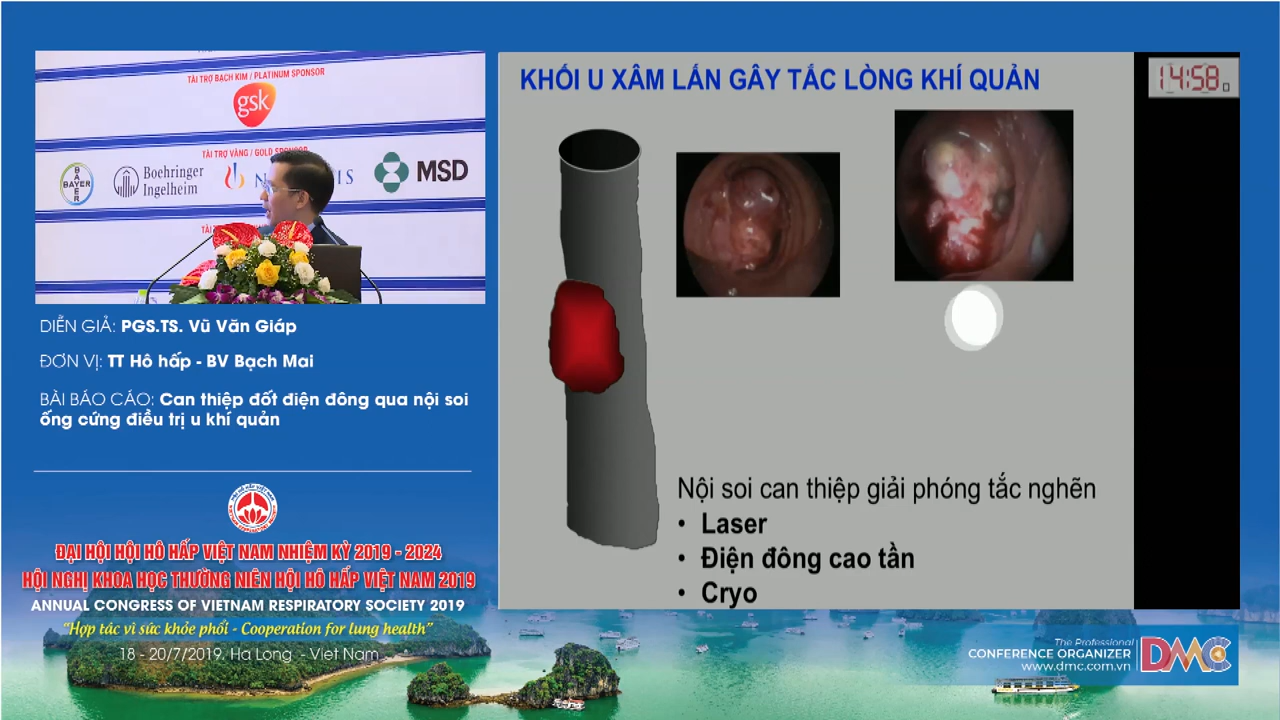 TÀI TRỢ BẠCH KIM / PLATINUM SPONSOR
gsk
TÀI TRỢ VÀNG / GOLD SPONSOR
BAYER
BAYER
Boehringer
Ingelheim
MSD
DIỄN GIẢ: PGS.TS. Vũ Văn Giáp
ĐƠN VỊ: TT Hô hấp - BV Bạch Mai
BÀI BÁO CÁO: Can thiệp đốt điện đông qua nội soi
ống cứng điều trị u khí quản
ĐẠI HỘI HỘI HÔ HẤP VIỆT NAM NHIỆM KỲ 2019 - 2024
HỘI NGHỊ KHOA HỌC THƯỜNG NIÊN HỘI HÔ HẤP VIỆT NAM 2019
ANNUAL CONGRESS OF VIETNAM RESPIRATORY SOCIETY 2019
"Hợp tác vì sức khỏe phổi - Cooperation for lung health"
18 - 20/7/2019. Ha Long - Viet Nam
KHỐI U XÂM LẤN GÂY TẮC LÒNG KHÍ QUẢN
14:58
Nội soi can thiệp giải phóng tắc nghẽn
• Laser
• Điện đông cao tần
• Cryo
The Professional
CONFERENCE ORGANIZER
www.dmc.com.vn
DMC